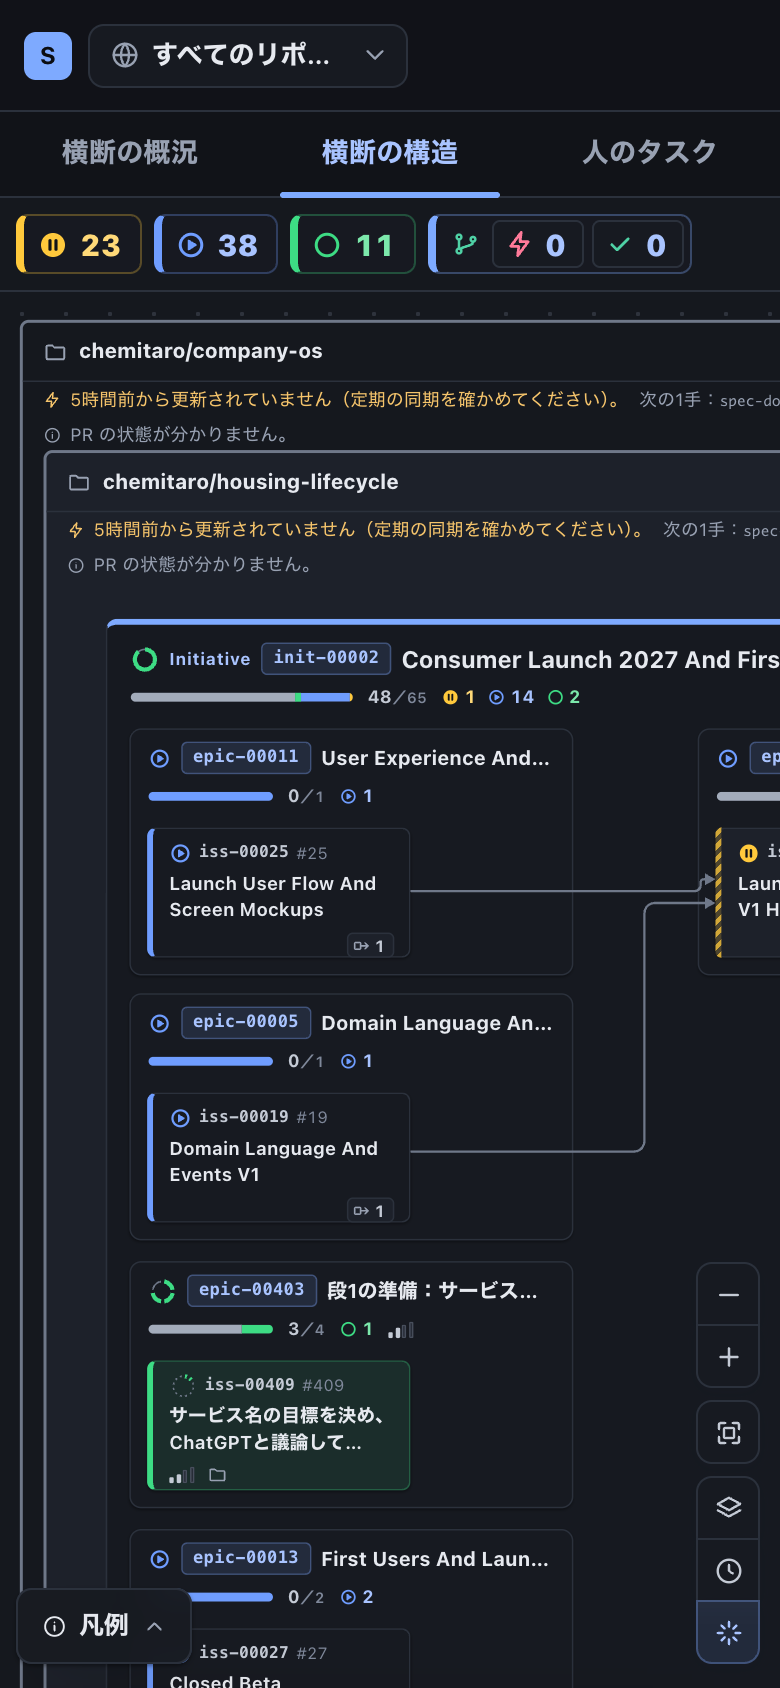 S すべてのリポ...
横断の概況 横断の構造 人のタスク
23 38 11 0 0
chemitaro/company-os
5時間前から更新されていません（定期の同期を確かめてください）。 次の1手：spec-do
PR の状態が分かりません。
chemitaro/housing-lifecycle
5時間前から更新されていません（定期の同期を確かめてください）。 次の1手：spec
PR の状態が分かりません。
Initiative init-00002 Consumer Launch 2027 And Firs
48/65 1 14 2
epic-00011 User Experience And...
0/1 1
iss-00025 #25
Launch User Flow And
Screen Mockups
1
ep
is
Laun
V1 H
epic-00005 Domain Language An...
0/1 1
iss-00019 #19
Domain Language And
Events V1
1
epic-00403 段1の準備：サービス...
3/4 1
iss-00409 #409
サービス名の目標を決め、
ChatGPTと議論して...
epic-00013 First Users And Laun...
0/2 2
iss-00027 #27
Closed Beta
凡例